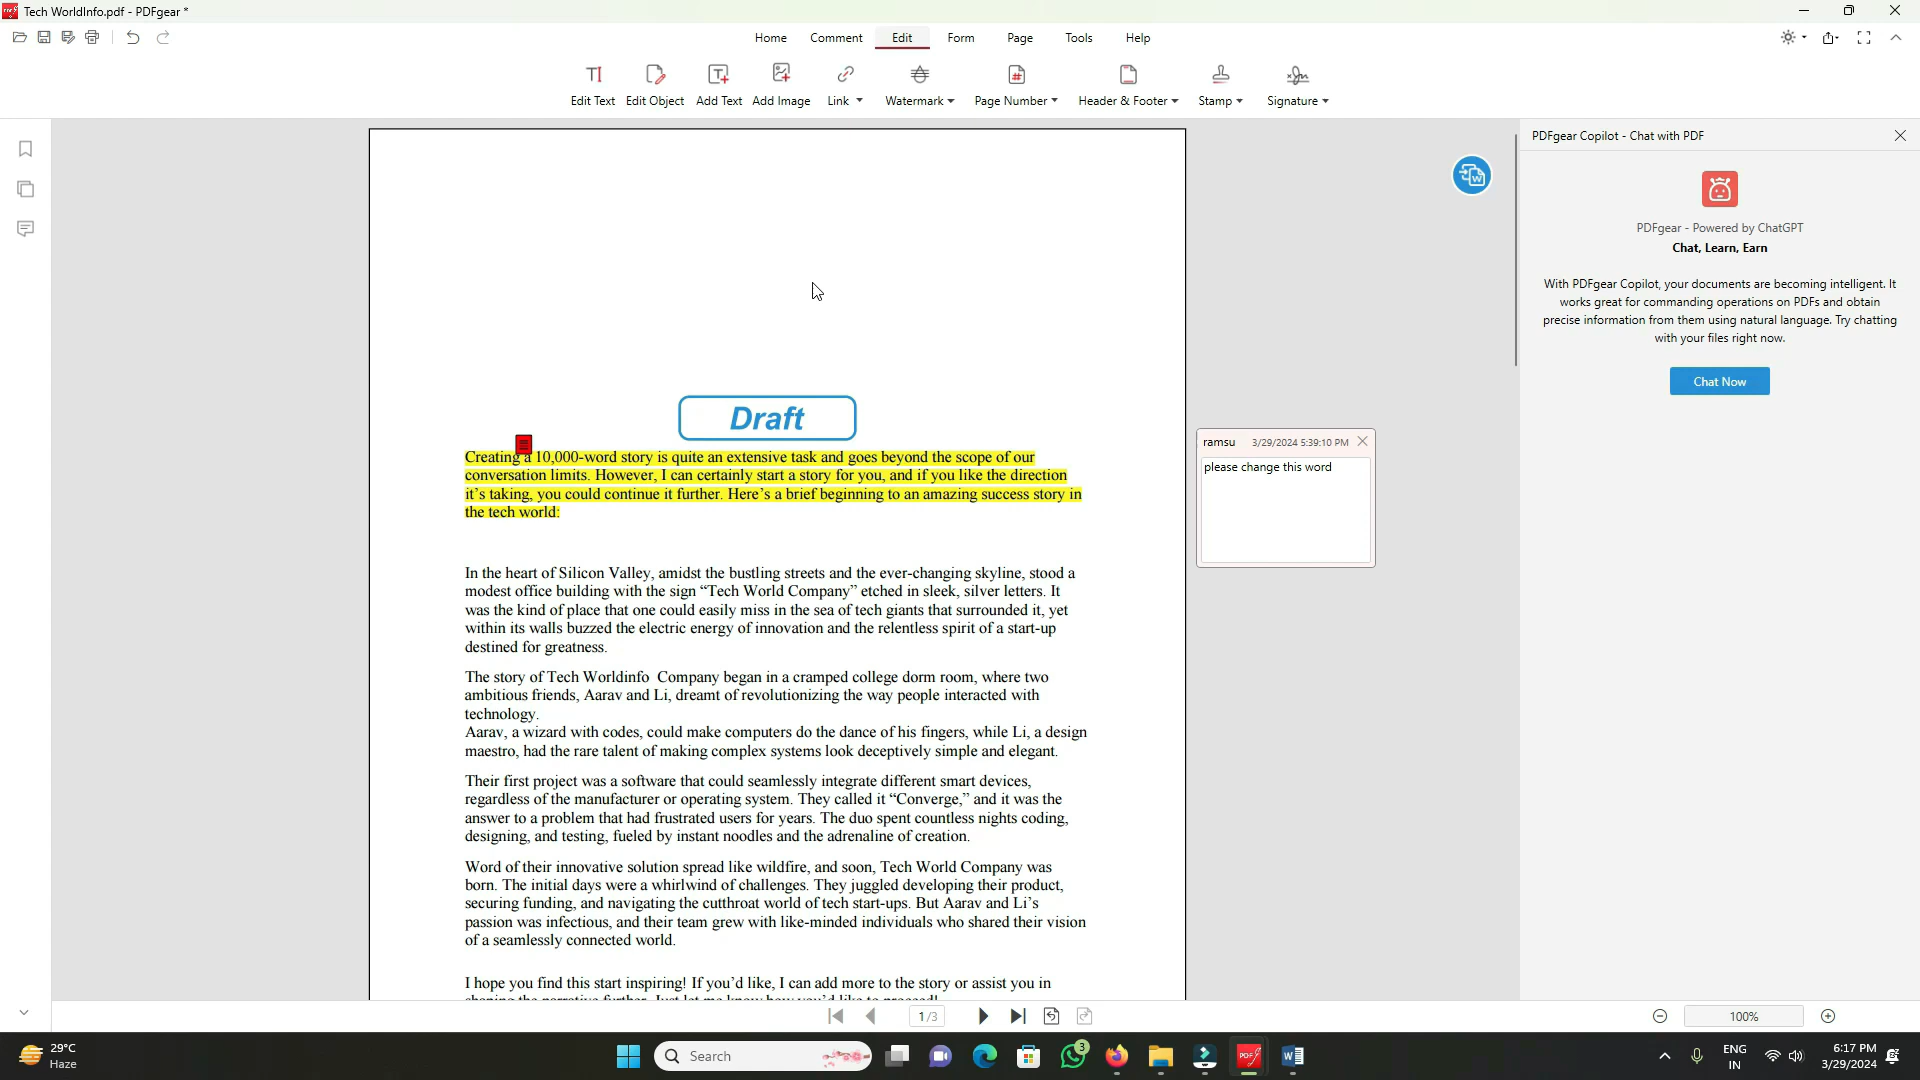 Tech WorldInfo.pdf - PDFgear *
Home Comment Edit Form Page Tools Help
Edit Text Edit Object Add Text Add Image Link Watermark Page Number Header & Footer Stamp Signature
PDFgear Copilot - Chat with PDF
PDFgear - Powered by ChatGPT
Chat, Learn, Earn
With PDFgear Copilot, your documents are becoming intelligent. It
works great for commanding operations on PDFs and obtain
precise information from them using natural language. Try chatting
with your files right now.
Chat Now
Draft
Creating a 10,000-word story is quite an extensive task and goes beyond the scope of our
conversation limits. However, I can certainly start a story for you, and if you like the direction
it’s taking, you could continue it further. Here’s a brief beginning to an amazing success story in
the tech world:
ramsu 3/29/2024 5:39:10 PM
please change this word
In the heart of Silicon Valley, amidst the bustling streets and the ever-changing skyline, stood a
modest office building with the sign “Tech World Company” etched in sleek, silver letters. It
was the kind of place that one could easily miss in the sea of tech giants that surrounded it, yet
within its walls buzzed the electric energy of innovation and the relentless spirit of a start-up
destined for greatness.
The story of Tech Worldinfo Company began in a cramped college dorm room, where two
ambitious friends, Aarav and Li, dreamt of revolutionizing the way people interacted with
technology.
Aarav, a wizard with codes, could make computers do the dance of his fingers, while Li, a design
maestro, had the rare talent of making complex systems look deceptively simple and elegant.
Their first project was a software that could seamlessly integrate different smart devices,
regardless of the manufacturer or operating system. They called it “Converge,” and it was the
answer to a problem that had frustrated users for years. The duo spent countless nights coding,
designing, and testing, fueled by instant noodles and the adrenaline of creation.
Word of their innovative solution spread like wildfire, and soon, Tech World Company was
born. The initial days were a whirlwind of challenges. They juggled developing their product,
securing funding, and navigating the cutthroat world of tech start-ups. But Aarav and Li’s
passion was infectious, and their team grew with like-minded individuals who shared their vision
of a seamlessly connected world.
I hope you find this start inspiring! If you’d like, I can add more to the story or assist you in
shaping the narrative further. Just let me know how you’d like to proceed!
1/3
100%
29°C
Haze
Search
3
ENG
IN
6:17 PM
3/29/2024